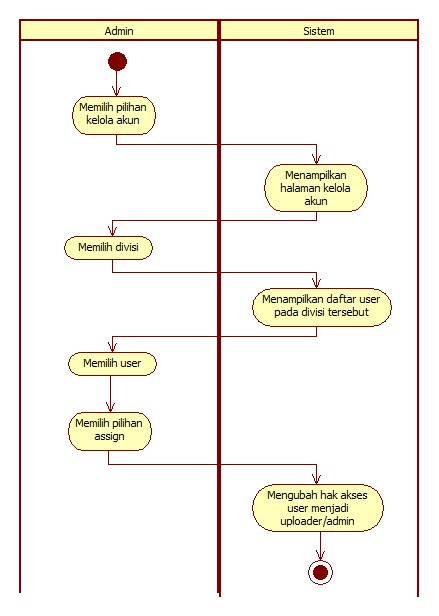 Admin
Sistem
Memilih pilihan
kelola akun
Menampilkan
halaman kelola
akun
Memilih divisi
Menampilkan daftar user
pada divisi tersebut
Memilih user
Memilih pilihan
assign
Mengubah hak akses
user menjadi
uploader/admin